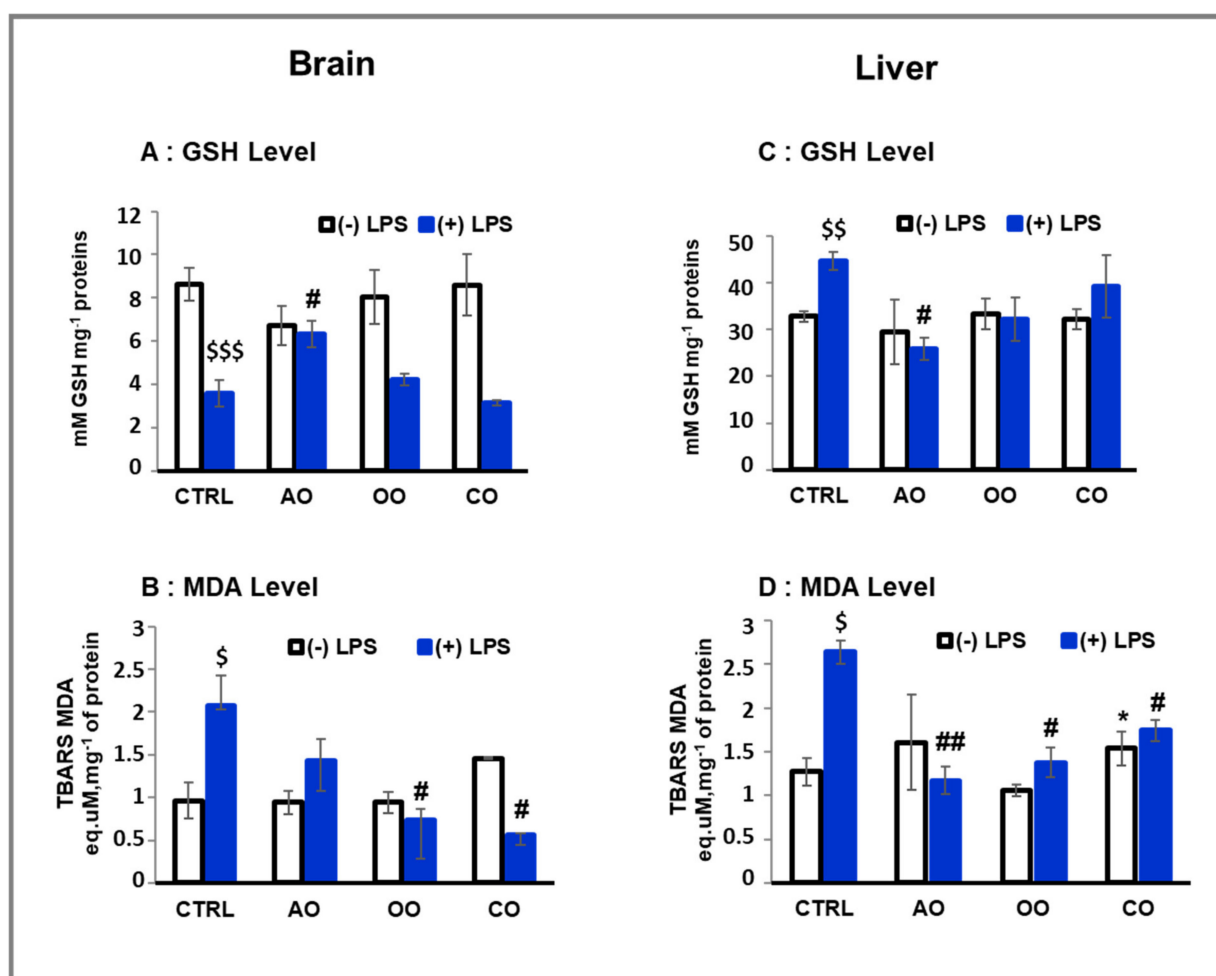 Brain
Liver
A : GSH Level
(-) LPS (+) LPS
mM GSH mg-1 proteins
12
10
8
6
4
2
0
$$$
#
CTRL AO OO CO
C : GSH Level
(-) LPS (+) LPS
mM GSH mg-1 proteins
50
40
30
20
10
0
$$
#
CTRL AO OO CO
B : MDA Level
(-) LPS (+) LPS
TBARS MDA
eq.uM,mg-1 of protein
3
2.5
2
1.5
1
0.5
0
$
#
#
CTRL AO OO CO
D : MDA Level
(-) LPS (+) LPS
TBARS MDA
eq.uM,mg-1 of protein
3
2.5
2
1.5
1
0.5
0
$
##
#
*
#
CTRL AO OO CO